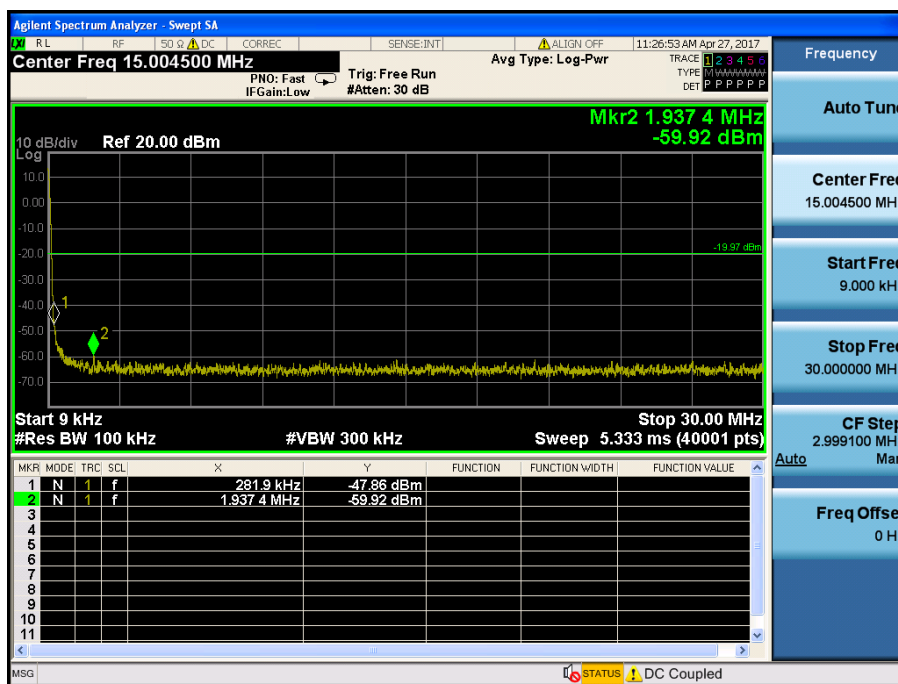 Agilent Spectrum Analyzer - Swept SA
LXI RL RF 50 Ω DC CORREC SENSE:INT ALIGN OFF 11:26:53 AM Apr 27, 2017
Center Freq 15.004500 MHz
PNO: Fast
IFGain:Low
Trig: Free Run
#Atten: 30 dB
Avg Type: Log-Pwr
TRACE 1 2 3 4 5 6
TYPE MWWWWW
DET P P P P P P
Mkr2 1.937 4 MHz
-59.92 dBm
10 dB/div
Log
Ref 20.00 dBm
10.0
0.00
-10.0
-20.0
-19.97 dBm
-30.0
-40.0
-50.0
-60.0
-70.0
1
2
Start 9 kHz
Stop 30.00 MHz
#Res BW 100 kHz
#VBW 300 kHz
Sweep 5.333 ms (40001 pts)
MKR MODE TRC SCL X Y FUNCTION FUNCTION WIDTH FUNCTION VALUE
1 N 1 f 281.9 kHz -47.86 dBm
2 N 1 f 1.937 4 MHz -59.92 dBm
3
4
5
6
7
8
9
10
11
MSG
STATUS
DC Coupled
Frequency
Auto Tun
Center Fre
15.004500 MH
Start Fre
9.000 kH
Stop Fre
30.000000 MH
CF Step
2.999100 MH
Auto Mar
Freq Offse
0 H